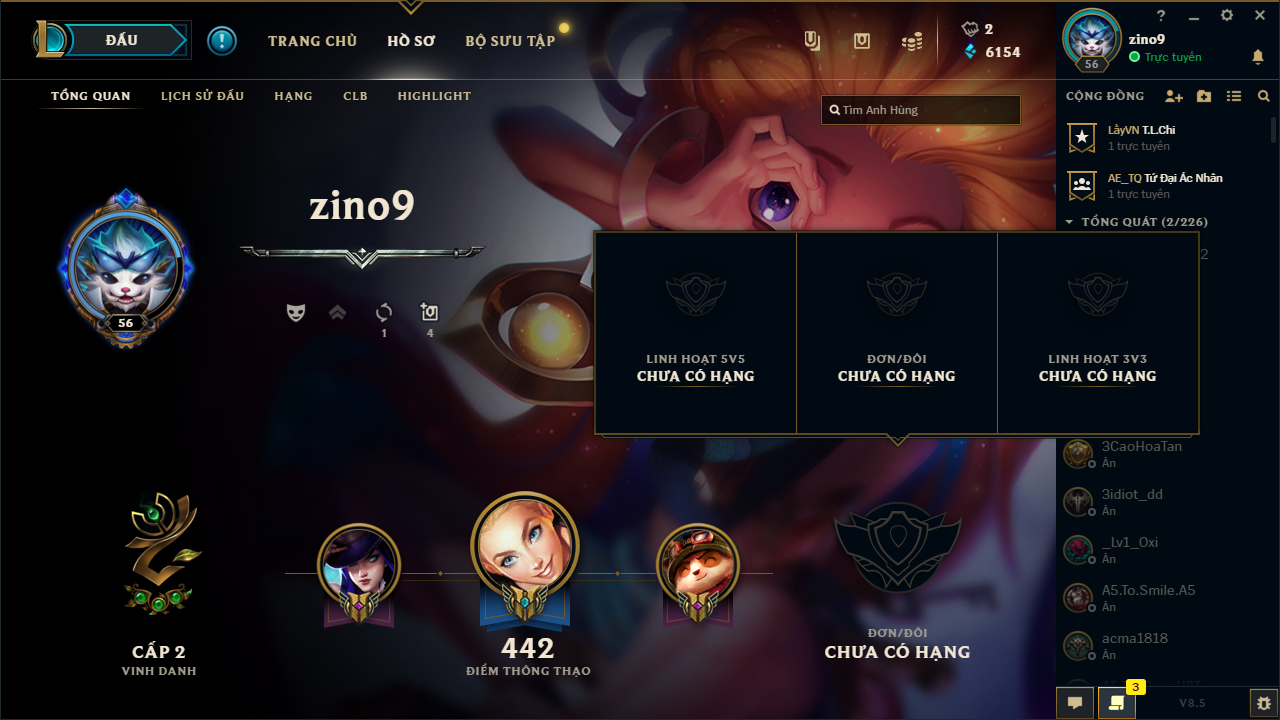 ĐẤU
TRANG CHỦ
HỒ SƠ
BỘ SƯU TẬP
2
6154
?
zino9
Trực tuyến
56
TỔNG QUAN
LỊCH SỬ ĐẤU
HẠNG
CLB
HIGHLIGHT
Tìm Anh Hùng
CỘNG ĐỒNG
LầyVN T.L.Chi
1 trực tuyến
AE_TQ Tứ Đại Ác Nhân
1 trực tuyến
TỔNG QUÁT (2/226)
2
zino9
56
1
4
LINH HOẠT 5V5
CHƯA CÓ HẠNG
ĐƠN/ĐÔI
CHƯA CÓ HẠNG
LINH HOẠT 3V3
CHƯA CÓ HẠNG
3CaoHoaTan
Ẩn
3idiot_dd
Ẩn
_Lv1_Oxi
Ẩn
A5.To.Smile.A5
Ẩn
acma1818
Ẩn
CẤP 2
VINH DANH
442
ĐIỂM THÔNG THẠO
ĐƠN/ĐÔI
CHƯA CÓ HẠNG
3
V8.5